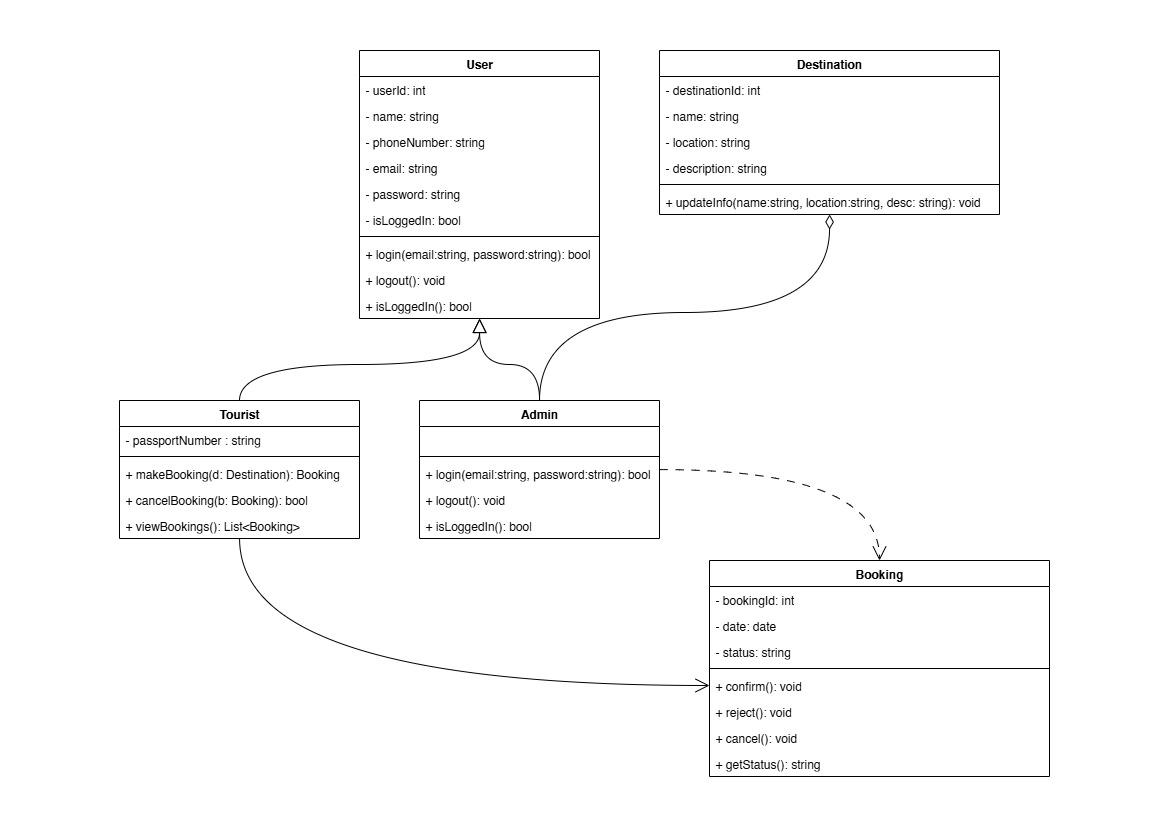 User
- userId: int
- name: string
- phoneNumber: string
- email: string
- password: string
- isLoggedIn: bool
+ login(email:string, password:string): bool
+ logout(): void
+ isLoggedIn(): bool
Destination
- destinationId: int
- name: string
- location: string
- description: string
+ updateInfo(name:string, location:string, desc: string): void
Tourist
- passportNumber : string
+ makeBooking(d: Destination): Booking
+ cancelBooking(b: Booking): bool
+ viewBookings(): List<Booking>
Admin
+ login(email:string, password:string): bool
+ logout(): void
+ isLoggedIn(): bool
Booking
- bookingId: int
- date: date
- status: string
+ confirm(): void
+ reject(): void
+ cancel(): void
+ getStatus(): string